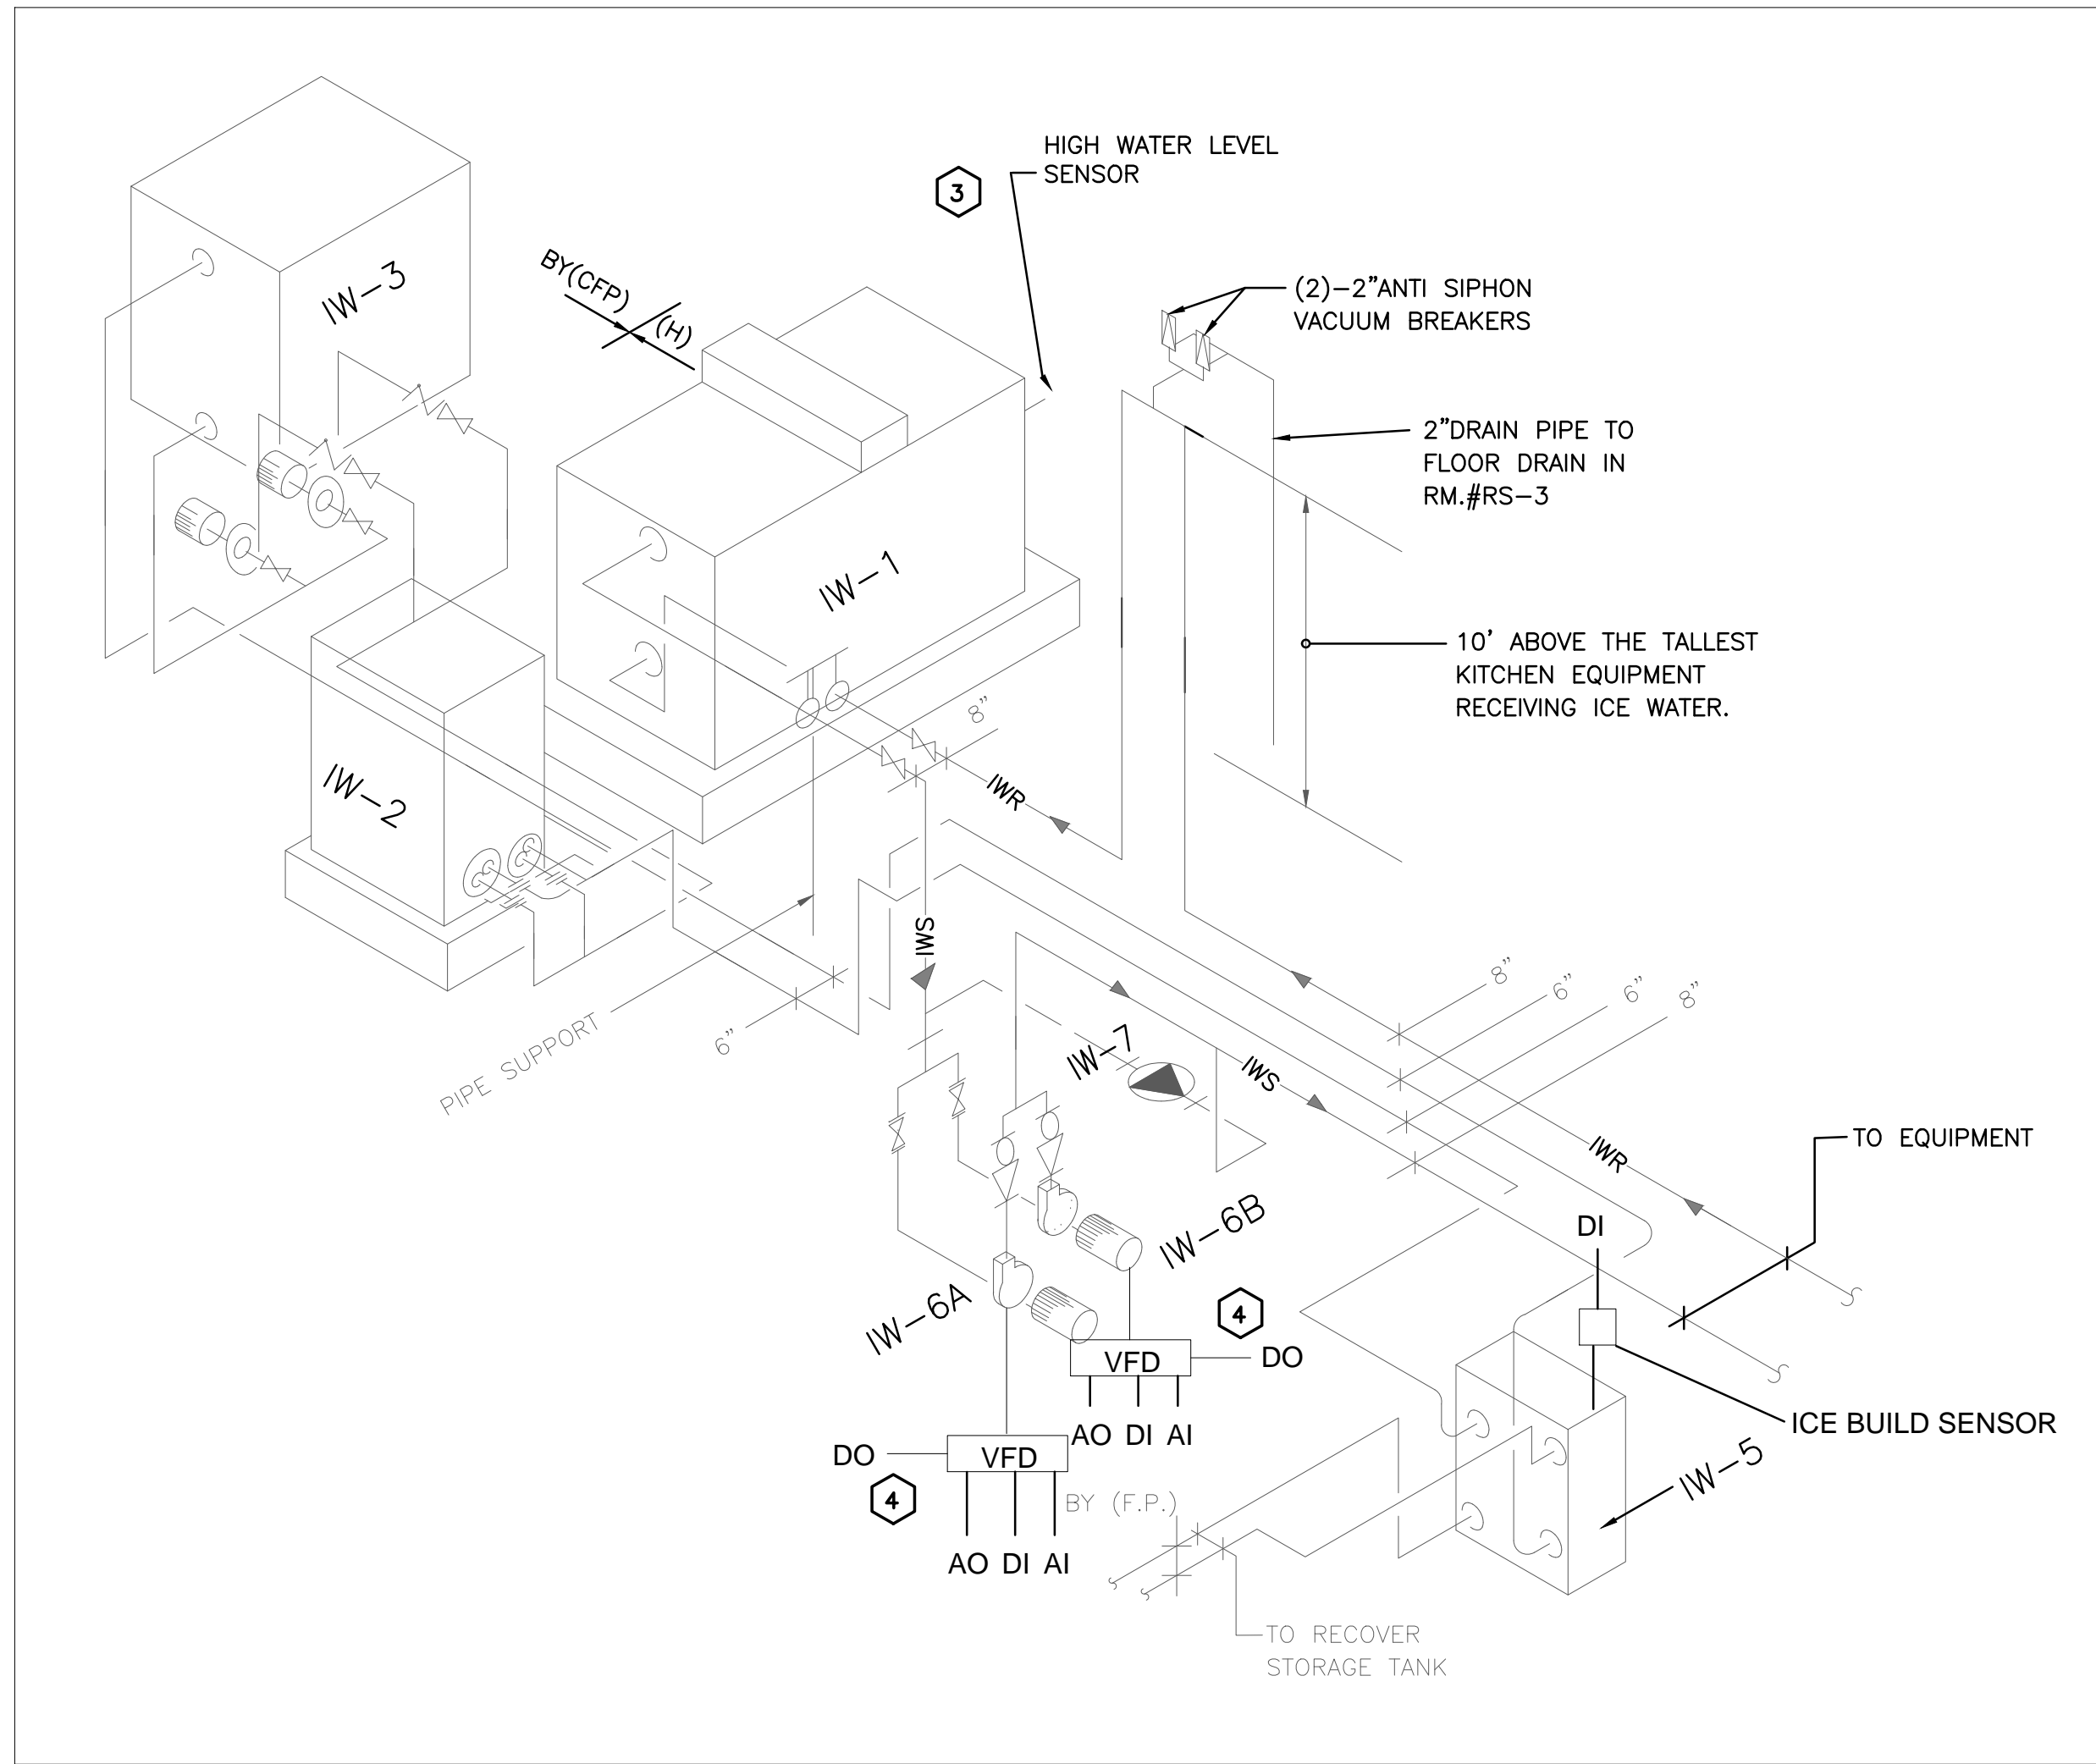 HIGH WATER LEVEL
SENSOR
3
IW-3
BY(CFP)
(H)
(2)-2"ANTI SIPHON
VACUUM BREAKERS
2"DRAIN PIPE TO
FLOOR DRAIN IN
RM.#RS-3
IW-1
10' ABOVE THE TALLEST
KITCHEN EQUIPMENT
RECEIVING ICE WATER.
8"
IW-2
IWR
IWS
8"
6"
6"
8"
PIPE SUPPORT
6"
IW-7
IWS
IWR
TO EQUIPMENT
IW-6B
DI
IW-6A
4
VFD
DO
AO DI AI
ICE BUILD SENSOR
DO
VFD
4
IW-5
BY (F.P.)
AO DI AI
TO RECOVER
STORAGE TANK